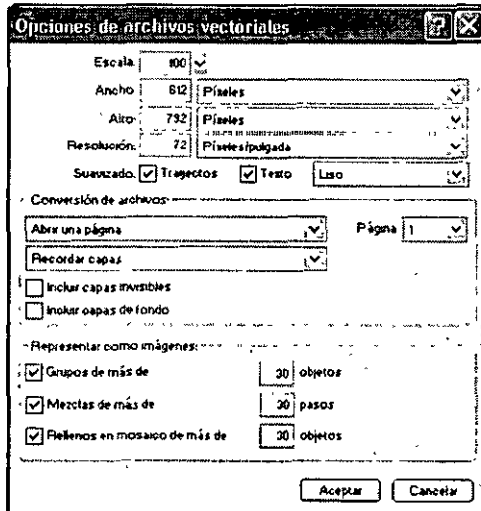 Opciones de archivos vectoriales
Escala: 100
Ancho: 612 Píxeles
Alto: 792 Píxeles
Resolución: 72 Píxeles/pulgada
Suavizado: Trayectos Texto Liso
Conversión de archivos:
Abrir una página Página 1
Recordar capas
Incluir capas invisibles
Incluir capas de fondo
Representar como imágenes:
Grupos de más de 30 objetos
Mezclas de más de 30 pasos
Rellenos en mosaico de más de 30 objetos
Aceptar Cancelar